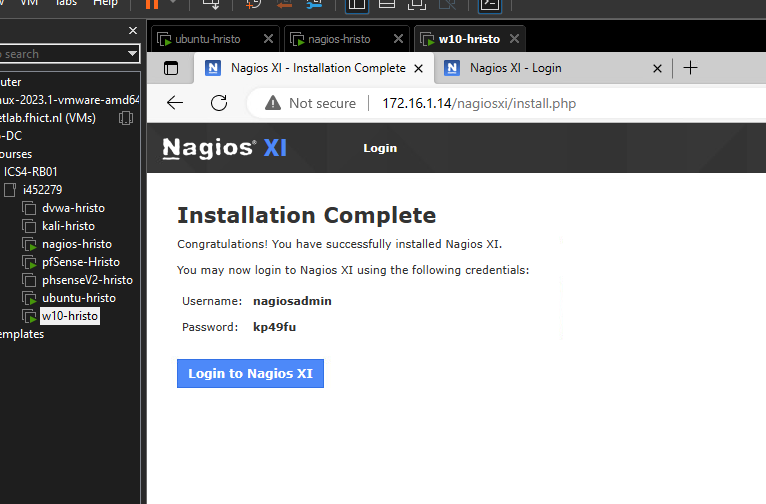 VM Tabs Help
ubuntu-hristo nagios-hristo w10-hristo
o search
Nagios XI - Installation Complete Nagios XI - Login
uter
ux-2023.1-vmware-amd64
etlab.fhict.nl (VMs)
Not secure 172.16.1.14/nagiosxi/install.php
-DC
ourses
ICS4-RB01
i452279
dvwa-hristo
kali-hristo
nagios-hristo
pfSense-Hristo
phsenseV2-hristo
ubuntu-hristo
w10-hristo
emplates
Nagios® XI Login
Installation Complete
Congratulations! You have successfully installed Nagios XI.
You may now login to Nagios XI using the following credentials:
Username: nagiosadmin
Password: kp49fu
Login to Nagios XI